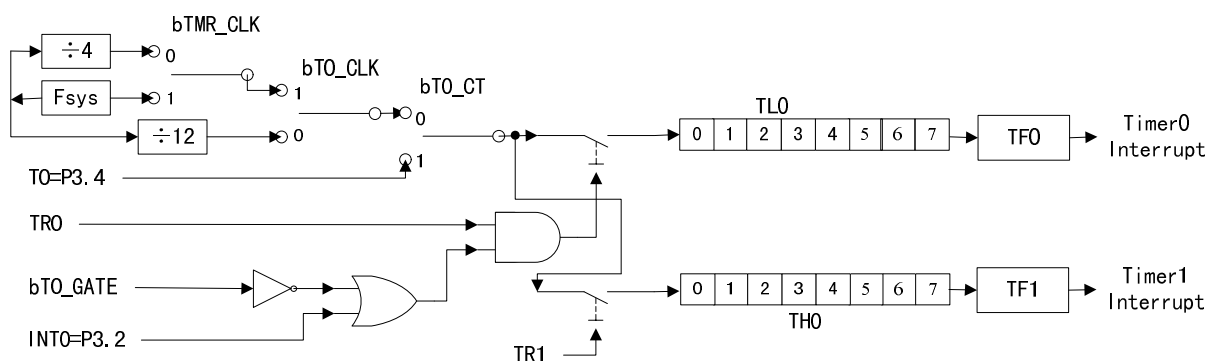 bTMR_CLK
÷4
0
bT0_CLK
Fsys
1
1
bT0_CT
0
÷12
0
TL0
0 1 2 3 4 5 6 7
TF0
Timer0
Interrupt
1
T0=P3.4
TR0
bT0_GATE
0 1 2 3 4 5 6 7
TF1
Timer1
Interrupt
TH0
INT0=P3.2
TR1